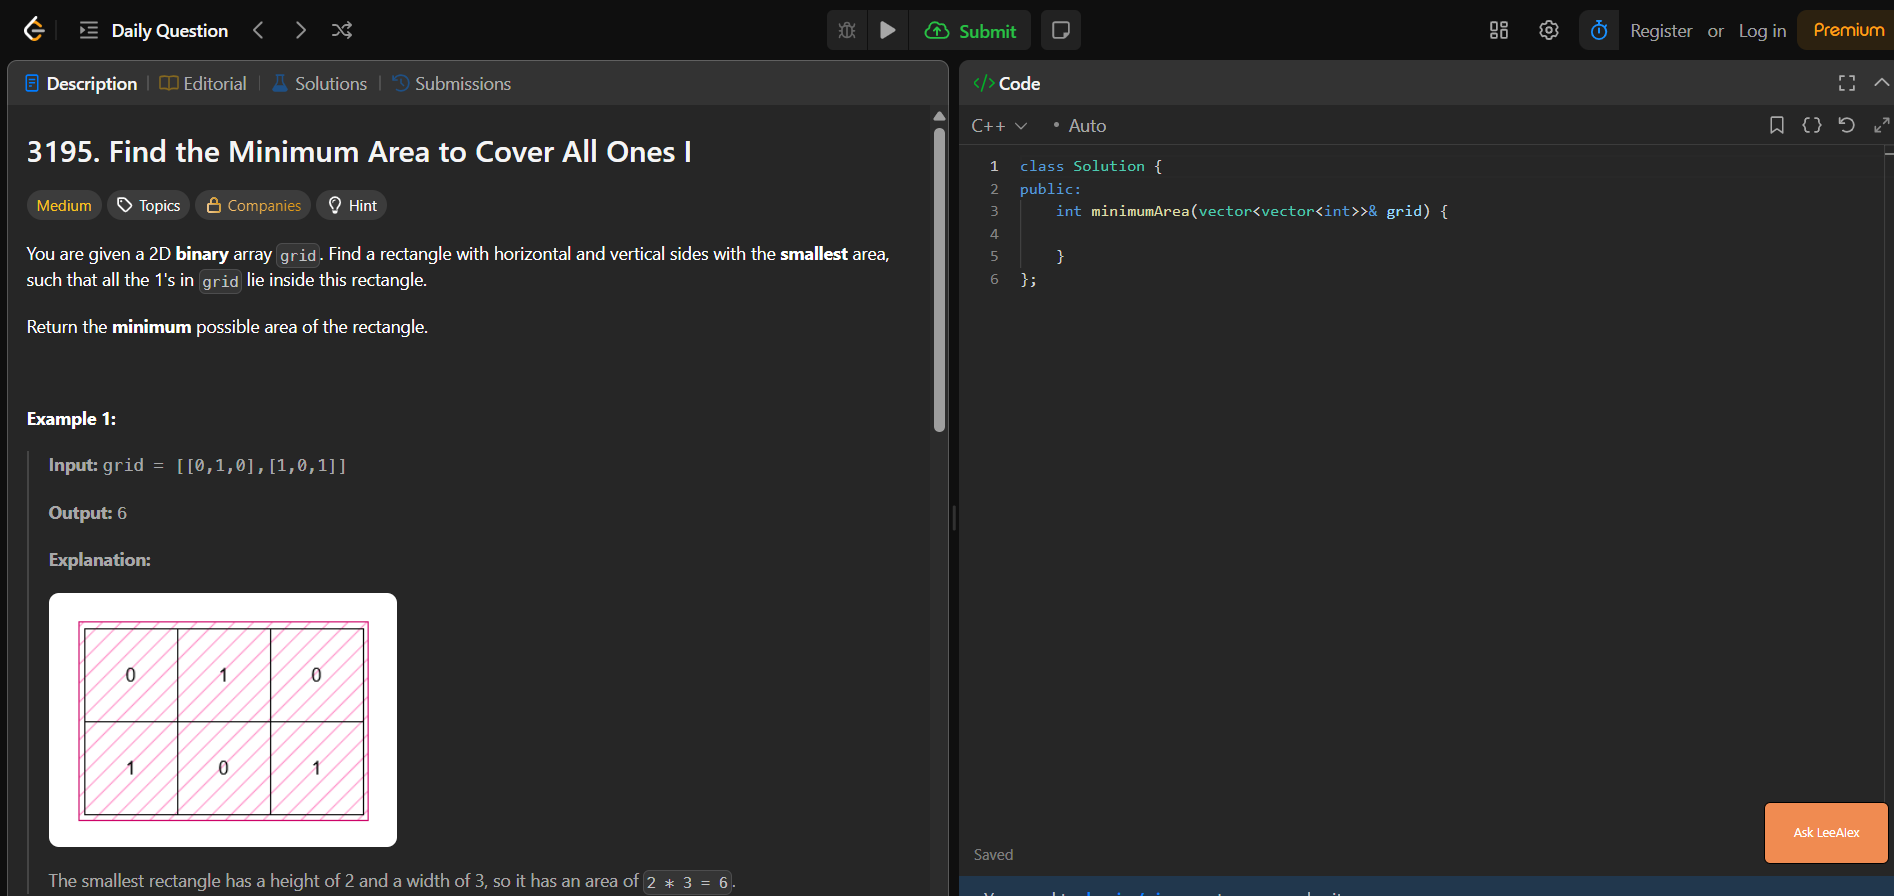 Daily Question
Submit
Register or Log in
Premium
Description
Editorial
Solutions
Submissions
3195. Find the Minimum Area to Cover All Ones I
Medium
Topics
Companies
Hint
You are given a 2D binary array grid. Find a rectangle with horizontal and vertical sides with the smallest area,
such that all the 1's in grid lie inside this rectangle.
Return the minimum possible area of the rectangle.
Example 1:
Input: grid = [[0,1,0],[1,0,1]]
Output: 6
Explanation:
0 1 0
1 0 1
The smallest rectangle has a height of 2 and a width of 3, so it has an area of 2 * 3 = 6.
</> Code
C++ • Auto
1 class Solution {
2 public:
3 int minimumArea(vector<vector<int>>& grid) {
4
5 }
6 };
Saved
Ask LeeAlex